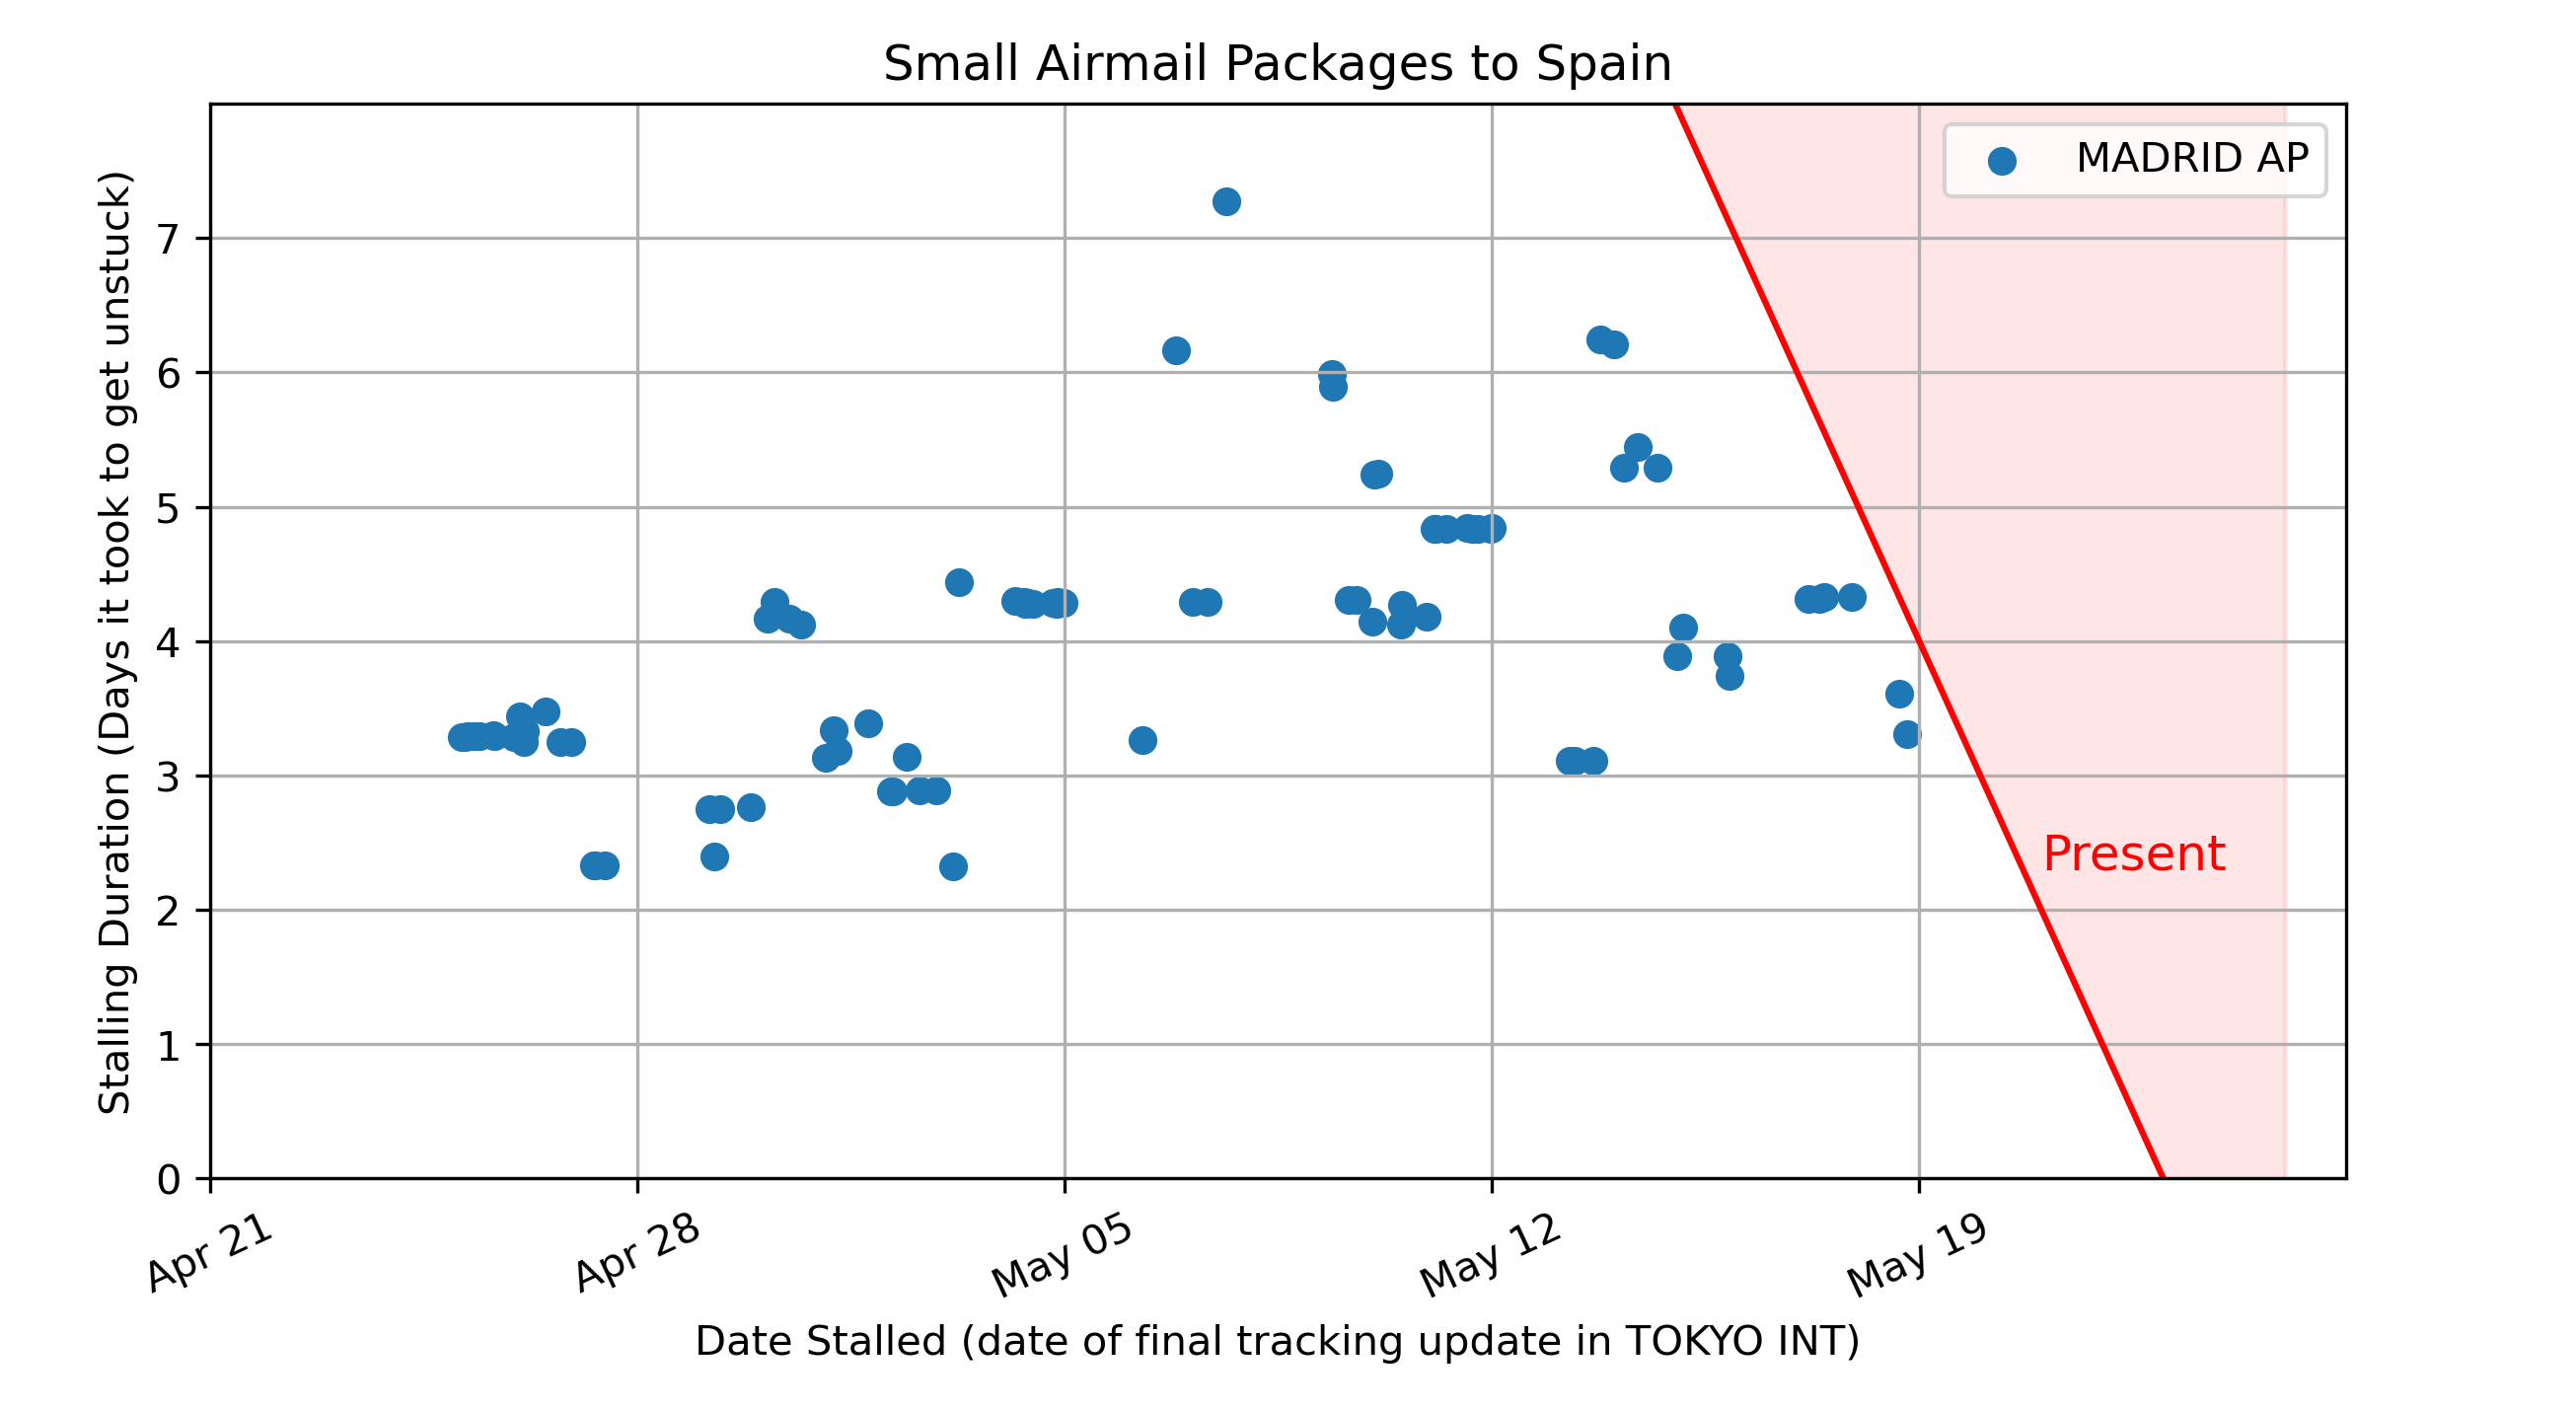 Small Airmail Packages to Spain
MADRID AP
Stalling Duration (Days it took to get unstuck)
7
6
5
4
3
2
1
0
Present
Apr 21
Apr 28
May 05
May 12
May 19
Date Stalled (date of final tracking update in TOKYO INT)